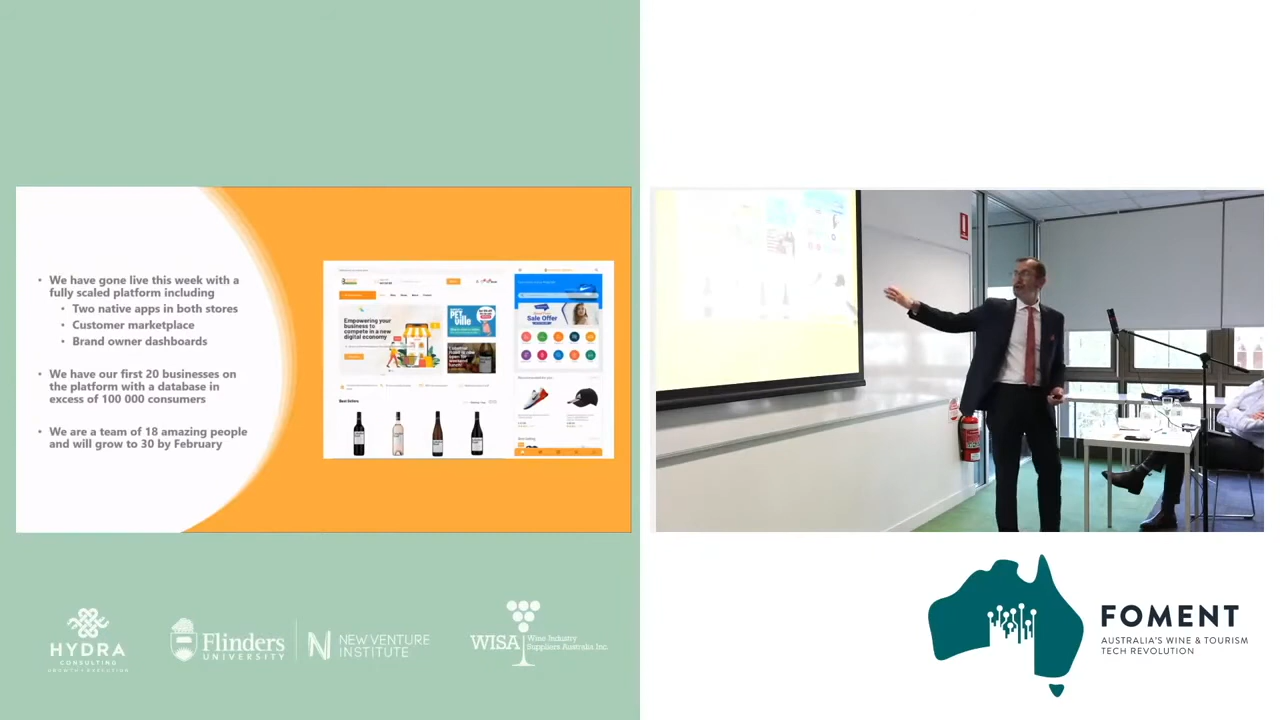 • We have gone live this week with a
fully scaled platform including
• Two native apps in both stores
• Customer marketplace
• Brand owner dashboards
• We have our first 20 businesses on
the platform with a database in
excess of 100 000 consumers
• We are a team of 18 amazing people
and will grow to 30 by February
Empowering your
business to
compete in a new
digital economy
PET
VILLE
Sale Offer
Best Sellers
HYDRA
CONSULTING
GROWTH & EXECUTION
Flinders
UNIVERSITY
NEW VENTURE
INSTITUTE
WISA
Wine Industry
Suppliers Australia Inc.
FOMENT
AUSTRALIA'S WINE & TOURISM
TECH REVOLUTION